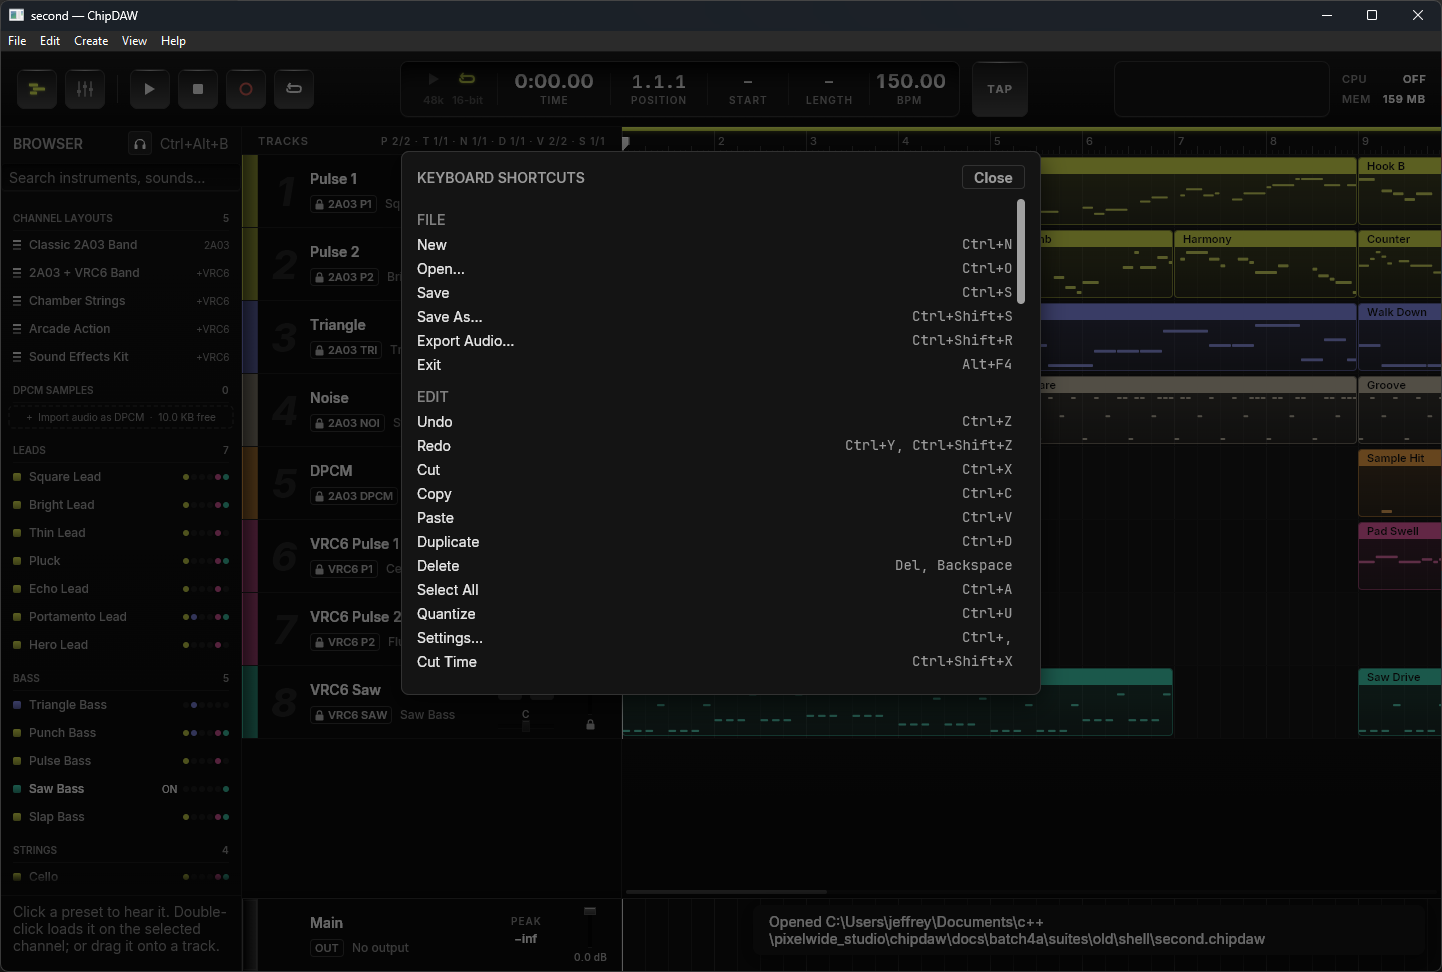 second — ChipDAW
File Edit Create View Help
48k 16-bit
0:00.00 TIME
1.1.1 POSITION
– START
– LENGTH
150.00 BPM
TAP
CPU OFF
MEM 159 MB
BROWSER Ctrl+Alt+B
Search instruments, sounds...
CHANNEL LAYOUTS 5
Classic 2A03 Band 2A03
2A03 + VRC6 Band +VRC6
Chamber Strings +VRC6
Arcade Action +VRC6
Sound Effects Kit +VRC6
DPCM SAMPLES 0
+ Import audio as DPCM · 10.0 KB free
LEADS 7
Square Lead
Bright Lead
Thin Lead
Pluck
Echo Lead
Portamento Lead
Hero Lead
BASS 5
Triangle Bass
Punch Bass
Pulse Bass
Saw Bass ON
Slap Bass
STRINGS 4
Cello
Click a preset to hear it. Double-
click loads it on the selected
channel; or drag it onto a track.
TRACKS P 2/2 · T 1/1 · N 1/1 · D 1/1 · V 2/2 · S 1/1
2 3 4 5 6 7 8 9
1 Pulse 1
2A03 P1 Sq
2 Pulse 2
2A03 P2 Bri
3 Triangle
2A03 TRI Tr
4 Noise
2A03 NOI S
5 DPCM
2A03 DPCM
6 VRC6 Pulse 1
VRC6 P1 Ce
7 VRC6 Pulse 2
VRC6 P2 Flu
8 VRC6 Saw
VRC6 SAW Saw Bass C
KEYBOARD SHORTCUTS Close
FILE
New Ctrl+N
Open... Ctrl+O
Save Ctrl+S
Save As... Ctrl+Shift+S
Export Audio... Ctrl+Shift+R
Exit Alt+F4
EDIT
Undo Ctrl+Z
Redo Ctrl+Y, Ctrl+Shift+Z
Cut Ctrl+X
Copy Ctrl+C
Paste Ctrl+V
Duplicate Ctrl+D
Delete Del, Backspace
Select All Ctrl+A
Quantize Ctrl+U
Settings... Ctrl+,
Cut Time Ctrl+Shift+X
Hook B
Harmony
Counter
Walk Down
Groove
Sample Hit
Pad Swell
Saw Drive
Main
OUT No output
PEAK
–inf
0.0 dB
Opened C:\Users\jeffrey\Documents\c++
\pixelwide_studio\chipdaw\docs\batch4a\suites\old\shell\second.chipdaw